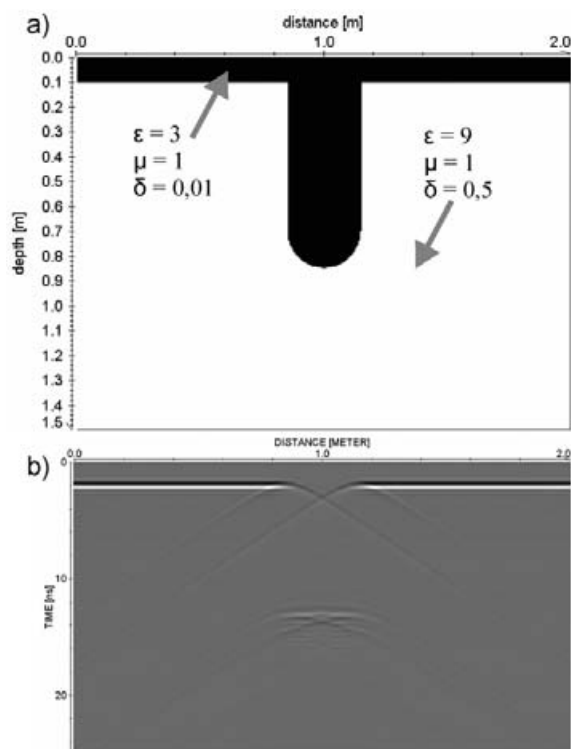 a)
distance [m]
0.0 1.0 2.0
0.0
0.1
0.2
0.3
0.4
0.5
0.6
0.7
0.8
0.9
1.0
1.1
1.2
1.3
1.4
1.5
depth [m]
ε = 3
μ = 1
δ = 0,01
ε = 9
μ = 1
δ = 0,5
b)
DISTANCE [METER]
0.0 1.0 2.0
0
10
20
TIME [ns]